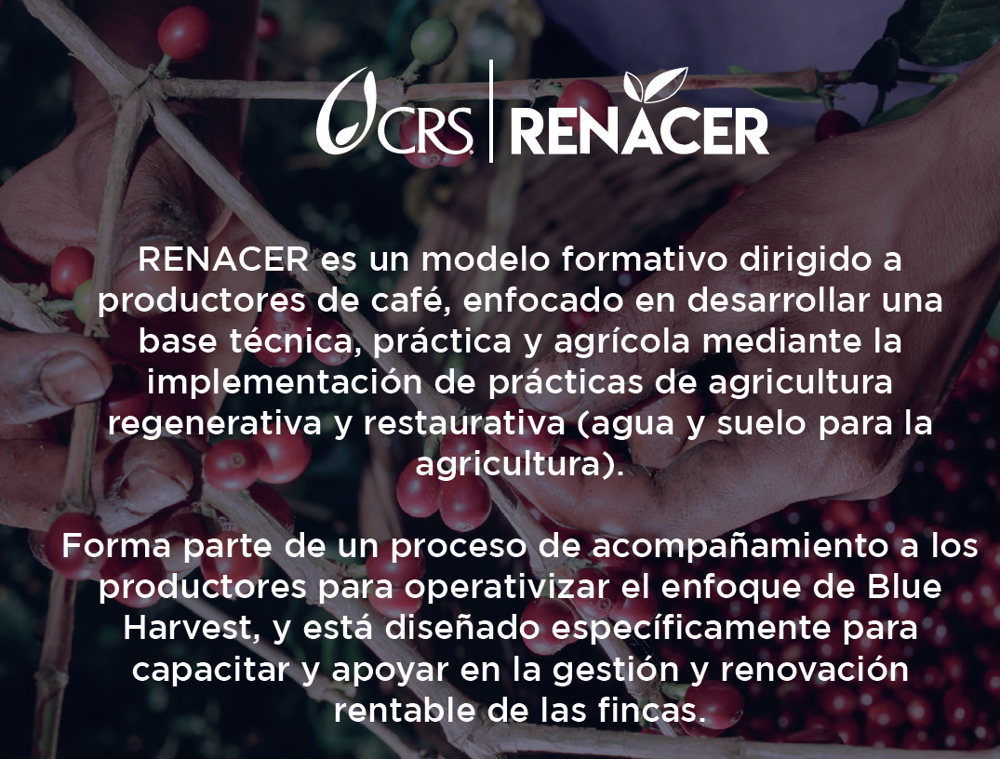 CRS | RENACER
RENACER es un modelo formativo dirigido a
productores de café, enfocado en desarrollar una
base técnica, práctica y agrícola mediante la
implementación de prácticas de agricultura
regenerativa y restaurativa (agua y suelo para la
agricultura).
Forma parte de un proceso de acompañamiento a los
productores para operativizar el enfoque de Blue
Harvest, y está diseñado específicamente para
capacitar y apoyar en la gestión y renovación
rentable de las fincas.